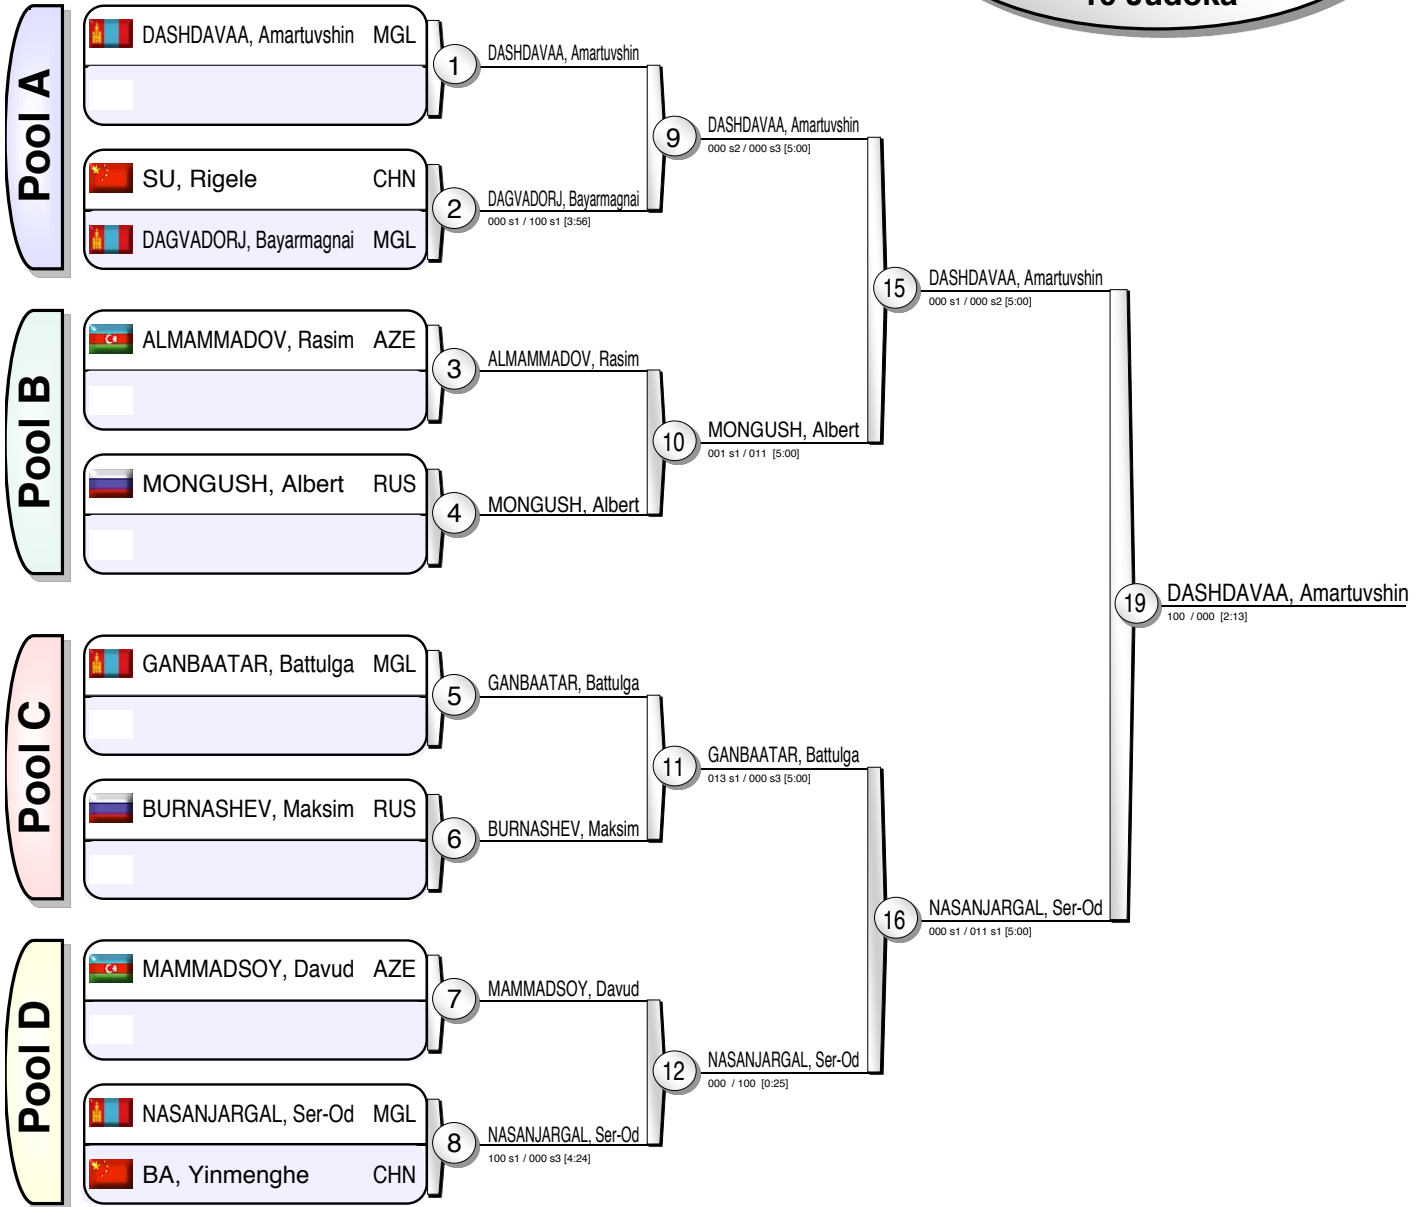 10 Judoka
Pool A
DASHDAVAA, Amartuvshin MGL
1
DASHDAVAA, Amartuvshin
SU, Rigele CHN
DAGVADORJ, Bayarmagnai MGL
2
DAGVADORJ, Bayarmagnai
000 s1 / 100 s1 [3:56]
9
DASHDAVAA, Amartuvshin
000 s2 / 000 s3 [5:00]
Pool B
ALMAMMADOV, Rasim AZE
3
ALMAMMADOV, Rasim
MONGUSH, Albert RUS
4
MONGUSH, Albert
10
MONGUSH, Albert
001 s1 / 011 [5:00]
15
DASHDAVAA, Amartuvshin
000 s1 / 000 s2 [5:00]
Pool C
GANBAATAR, Battulga MGL
5
GANBAATAR, Battulga
BURNASHEV, Maksim RUS
6
BURNASHEV, Maksim
11
GANBAATAR, Battulga
013 s1 / 000 s3 [5:00]
Pool D
MAMMADSOY, Davud AZE
7
MAMMADSOY, Davud
NASANJARGAL, Ser-Od MGL
BA, Yinmenghe CHN
8
NASANJARGAL, Ser-Od
100 s1 / 000 s3 [4:24]
12
NASANJARGAL, Ser-Od
000 / 100 [0:25]
16
NASANJARGAL, Ser-Od
000 s1 / 011 s1 [5:00]
19
DASHDAVAA, Amartuvshin
100 / 000 [2:13]